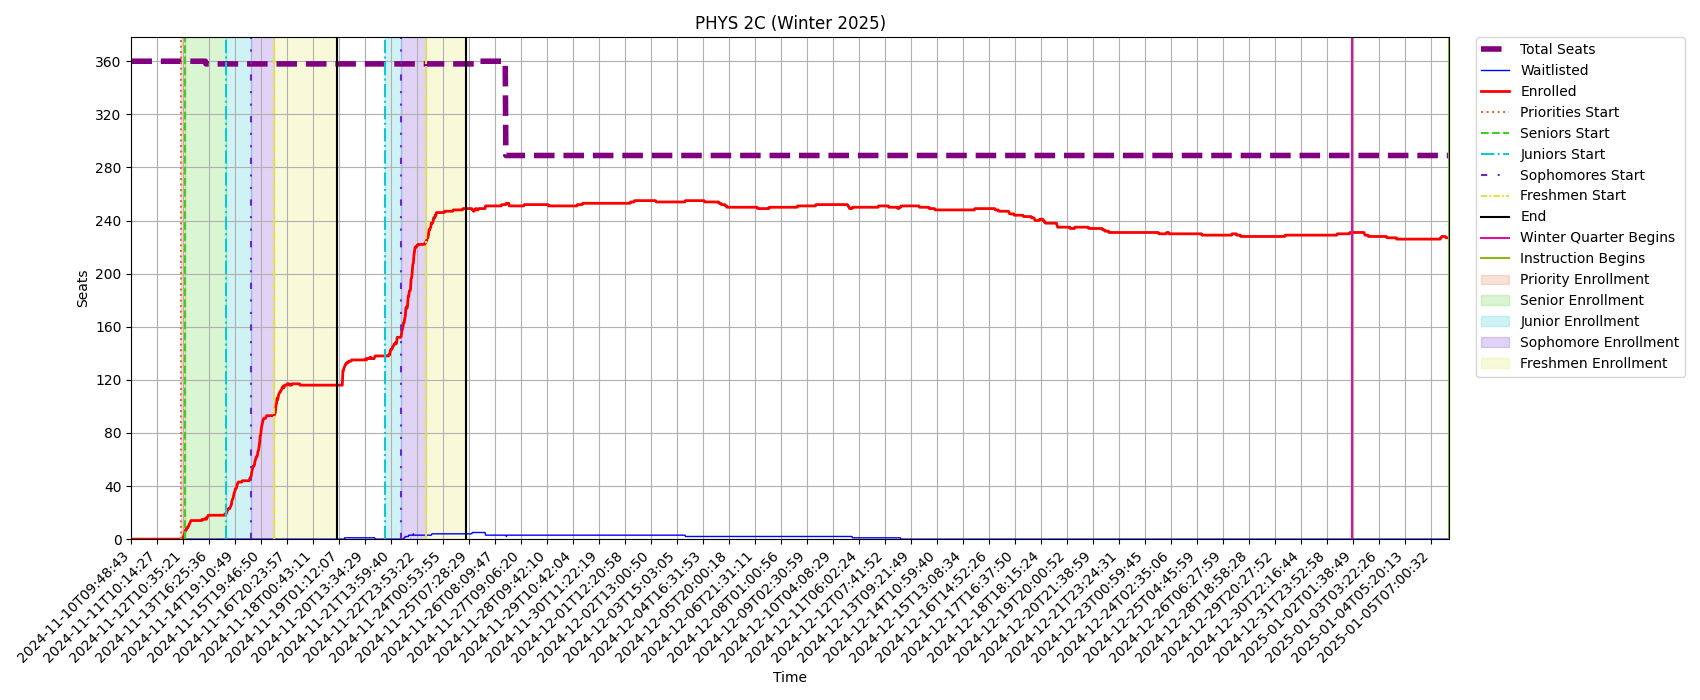 PHYS 2C (Winter 2025)
Seats
360
320
280
240
200
160
120
80
40
0
2024-11-10T09:48:43
2024-11-11T10:14:27
2024-11-12T10:35:21
2024-11-13T16:25:36
2024-11-14T19:10:49
2024-11-15T19:46:50
2024-11-16T20:23:57
2024-11-18T00:43:11
2024-11-19T01:12:07
2024-11-20T13:34:29
2024-11-21T13:59:40
2024-11-22T23:53:22
2024-11-24T00:53:55
2024-11-25T07:28:29
2024-11-26T08:09:47
2024-11-27T09:06:20
2024-11-28T09:42:10
2024-11-29T10:42:04
2024-11-30T11:22:19
2024-12-01T12:20:58
2024-12-02T13:00:50
2024-12-03T15:03:05
2024-12-04T16:31:53
2024-12-05T20:00:18
2024-12-06T21:31:11
2024-12-08T01:00:56
2024-12-09T02:30:59
2024-12-10T04:08:29
2024-12-11T06:02:24
2024-12-12T07:41:52
2024-12-13T09:21:49
2024-12-14T10:59:40
2024-12-15T13:08:34
2024-12-16T14:52:26
2024-12-17T16:37:50
2024-12-18T18:15:24
2024-12-19T20:00:52
2024-12-20T21:38:59
2024-12-21T23:24:31
2024-12-23T00:59:45
2024-12-24T02:35:06
2024-12-25T04:45:59
2024-12-26T06:27:59
2024-12-28T18:58:28
2024-12-29T20:27:52
2024-12-30T22:16:44
2024-12-31T23:52:58
2025-01-02T01:38:49
2025-01-03T03:22:26
2025-01-04T05:20:13
2025-01-05T07:00:32
Time
Total Seats
Waitlisted
Enrolled
Priorities Start
Seniors Start
Juniors Start
Sophomores Start
Freshmen Start
End
Winter Quarter Begins
Instruction Begins
Priority Enrollment
Senior Enrollment
Junior Enrollment
Sophomore Enrollment
Freshmen Enrollment